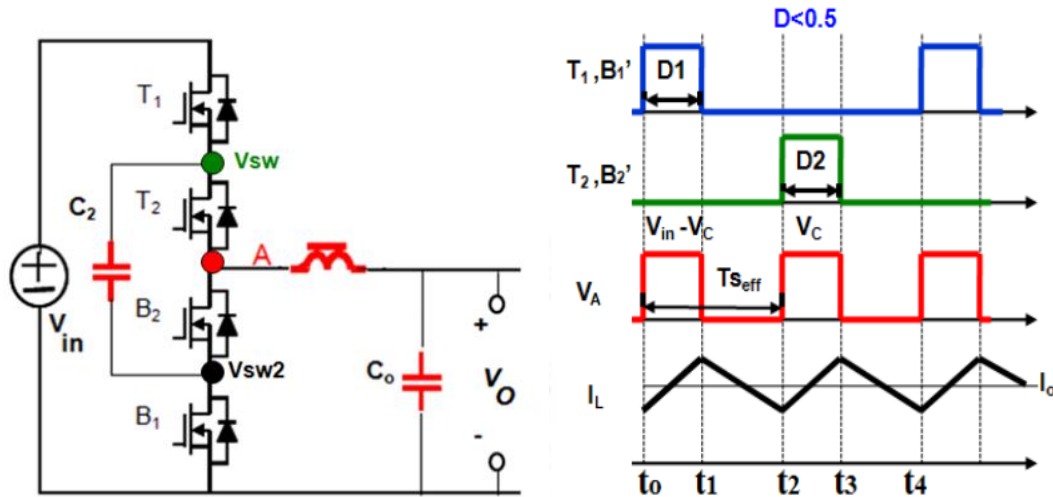 T1
Vsw
C2
T2
A
Vin
B2
Vsw2
Co
+
VO
-
B1
D<0.5
T1,B1’
D1
T2,B2’
D2
Vin -VC
VC
VA
Tseff
IL
Io
to t1 t2 t3 t4